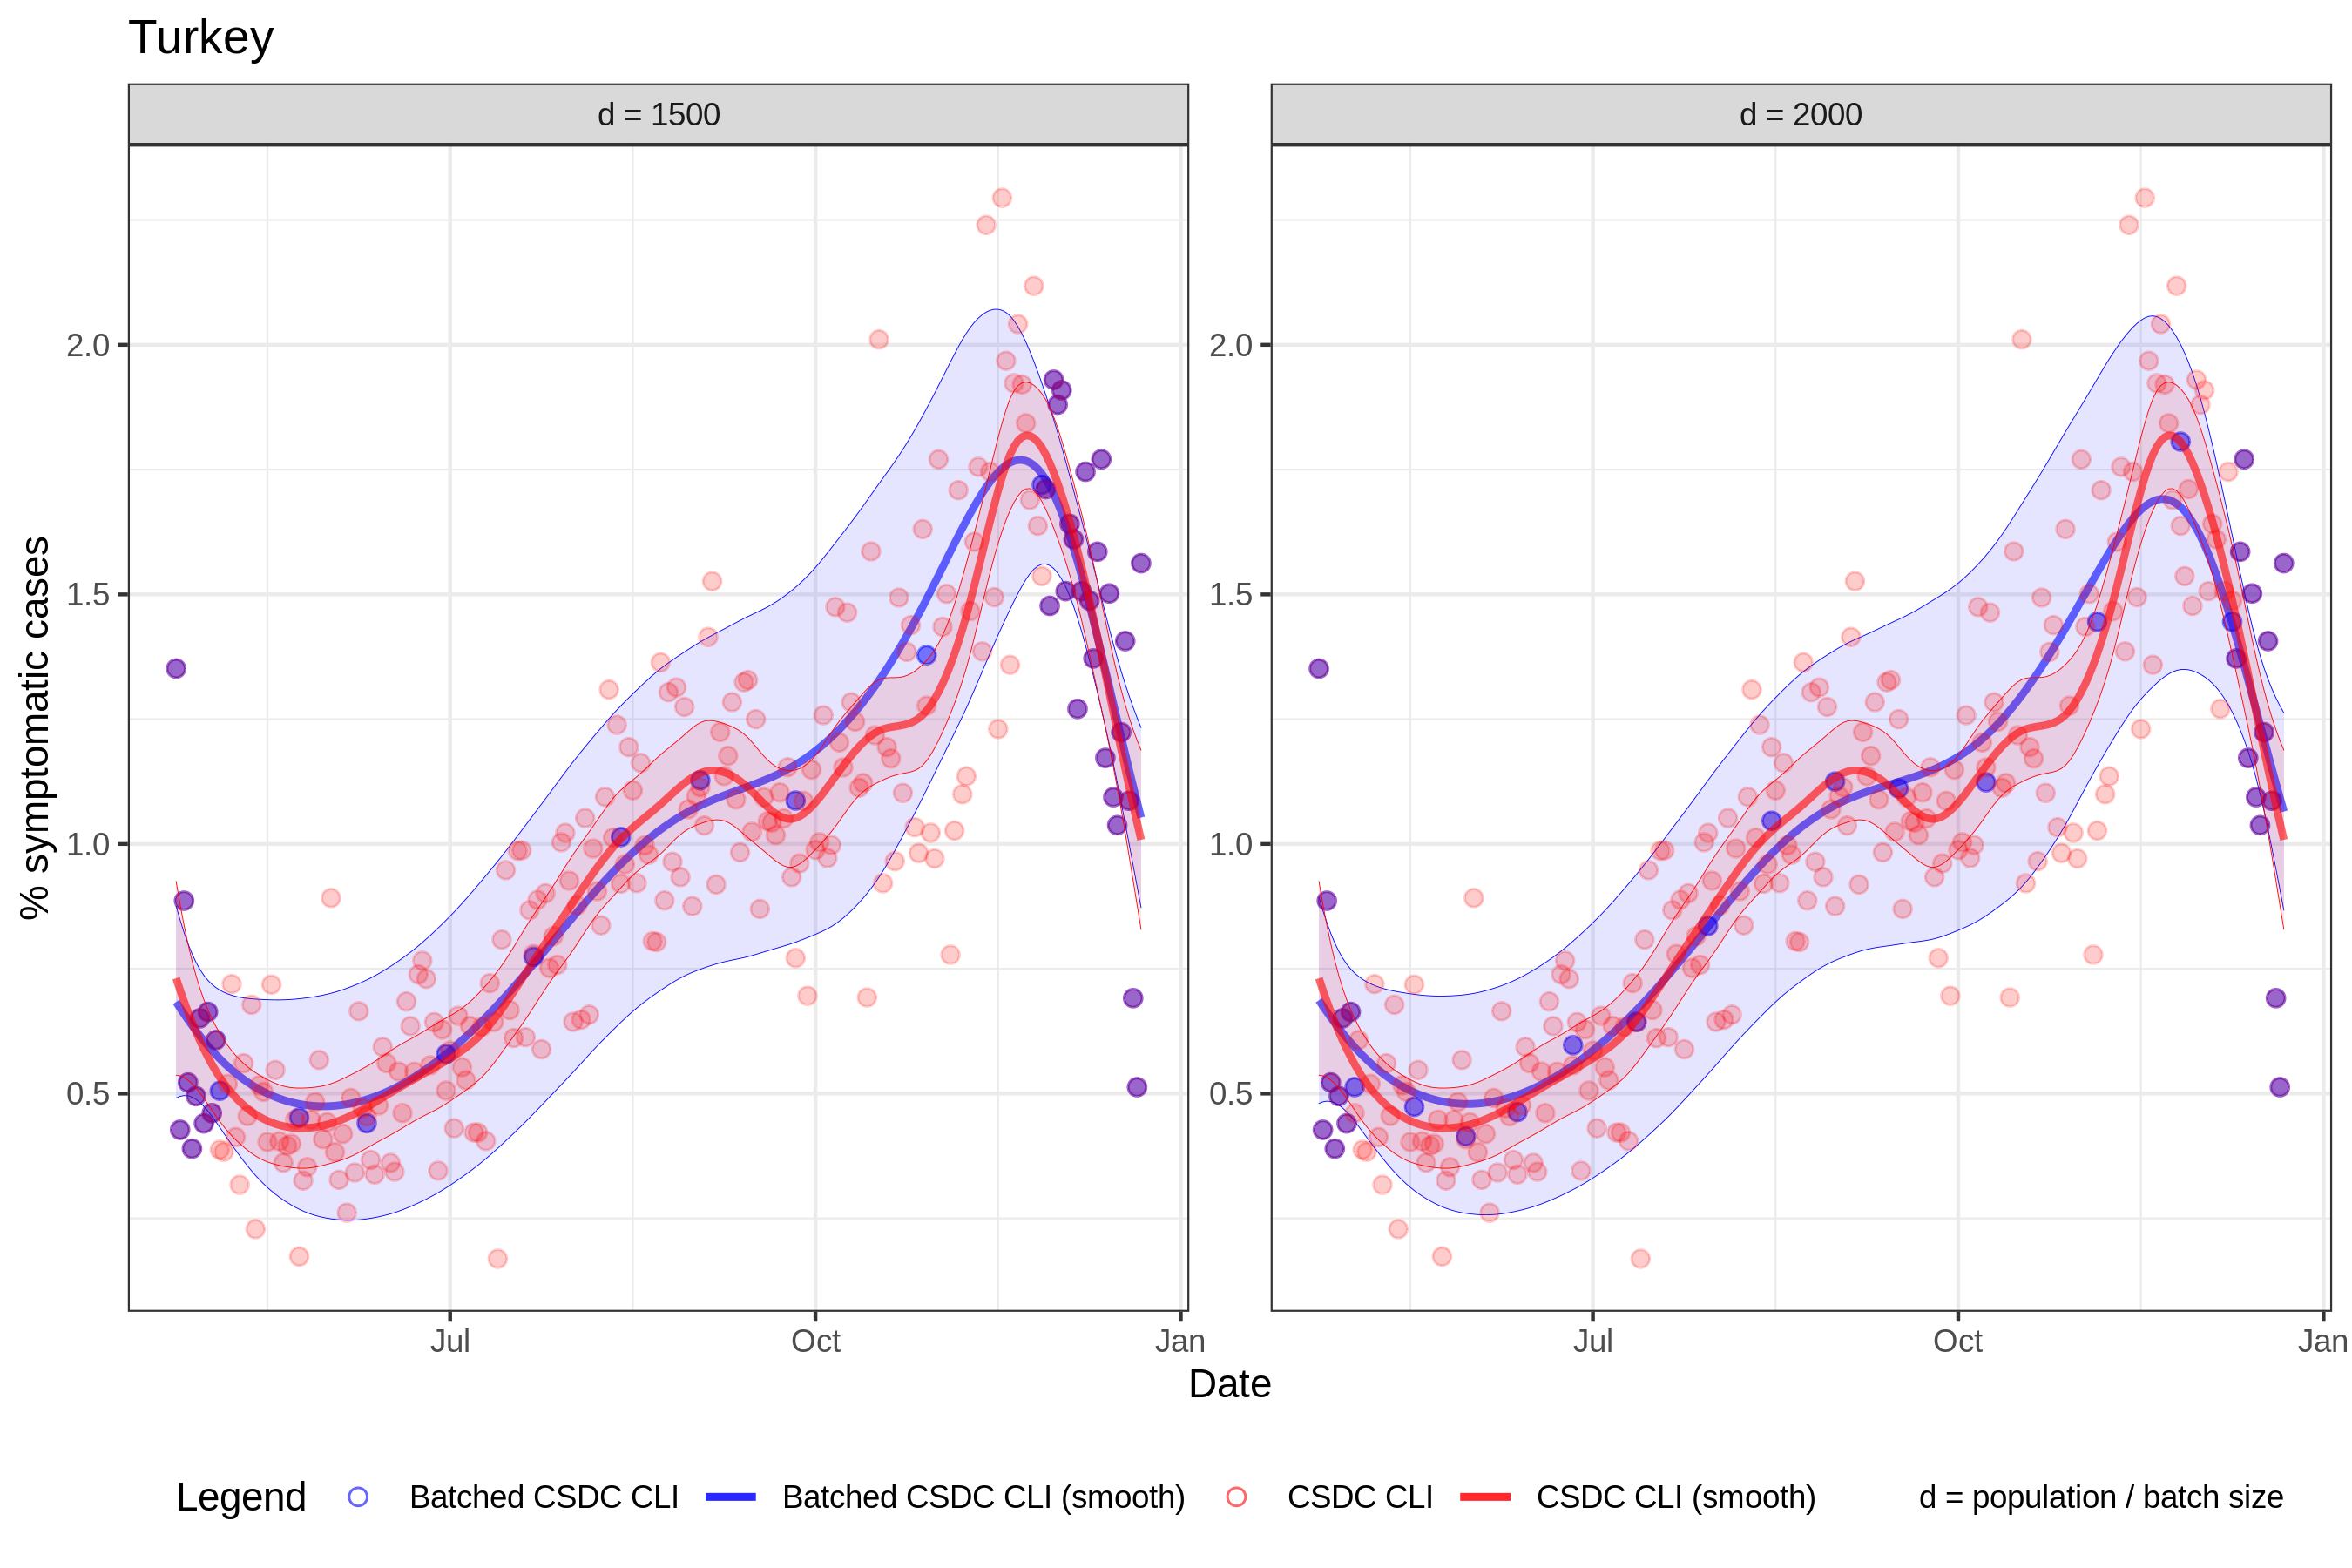 Turkey
d = 1500
d = 2000
% symptomatic cases
2.0
1.5
1.0
0.5
2.0
1.5
1.0
0.5
Jul
Oct
Jan
Jul
Oct
Jan
Date
Legend
Batched CSDC CLI
Batched CSDC CLI (smooth)
CSDC CLI
CSDC CLI (smooth)
d = population / batch size